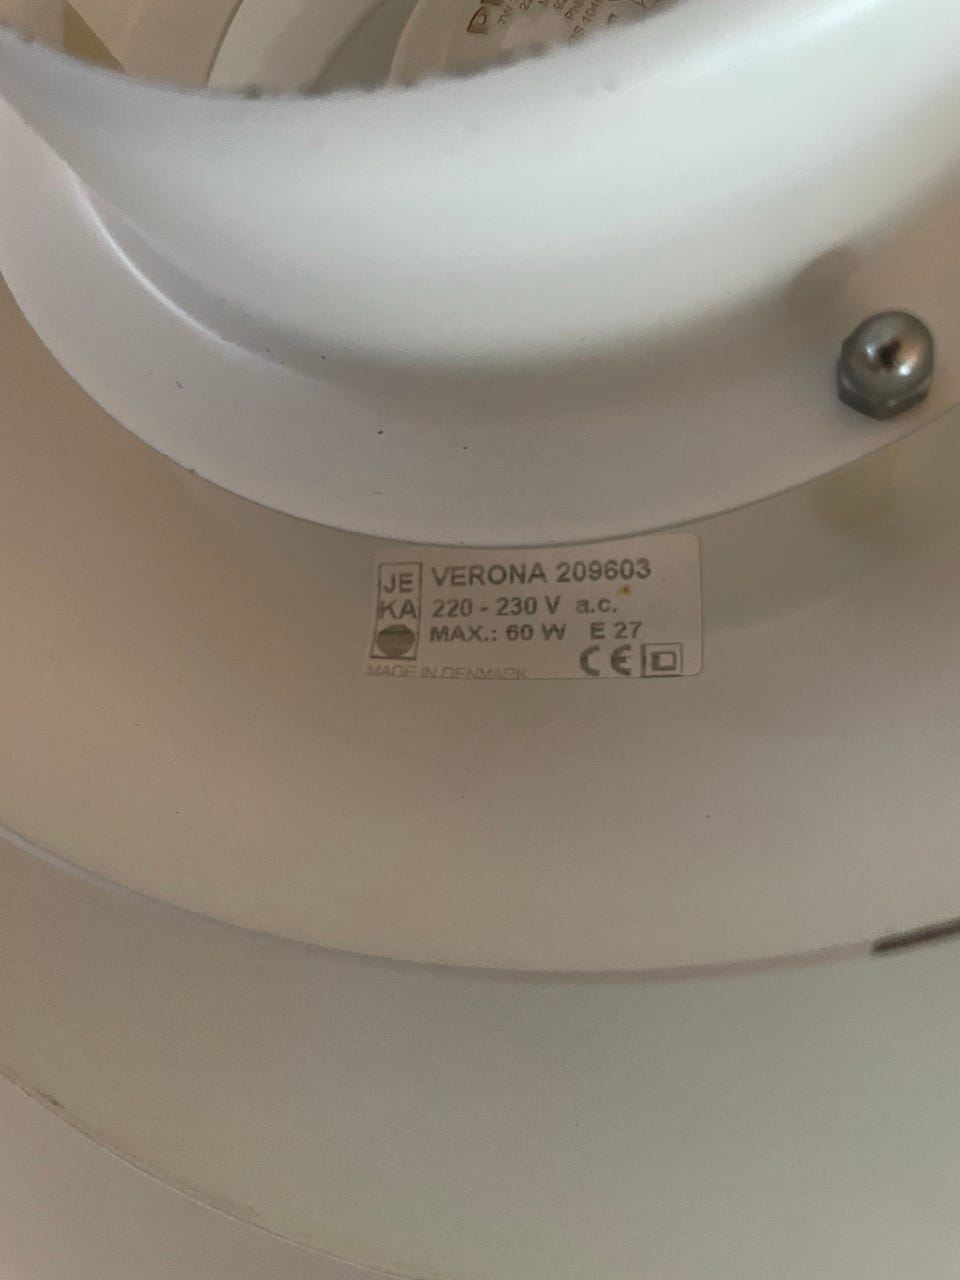 JE
KA
VERONA 209603
220 - 230 V a.c.
MAX.: 60 W E 27
CE
MADE IN DENMARK